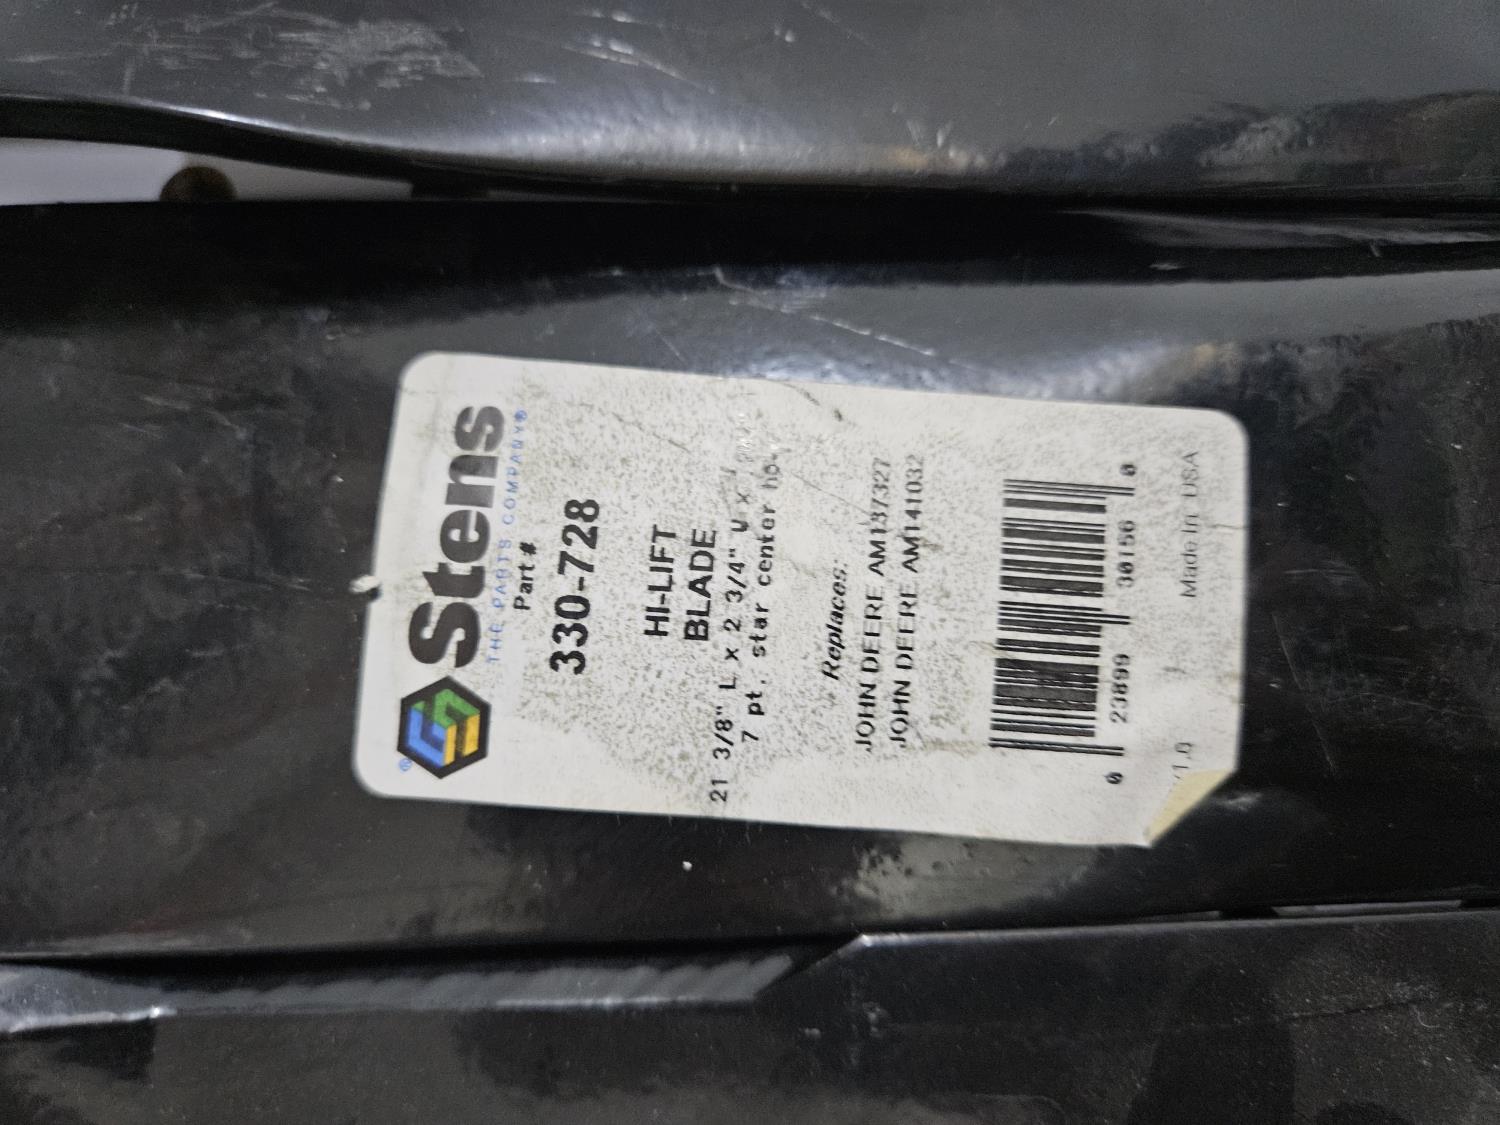 Stens®
THE PARTS COMPANY®
Part #
330-728
HI-LIFT
BLADE
21 3/8" L x 2 3/4" W x
7 pt. star center
Replaces:
JOHN DEERE AM137327
JOHN DEERE AM141032
0 23899 30156 0
Made in USA